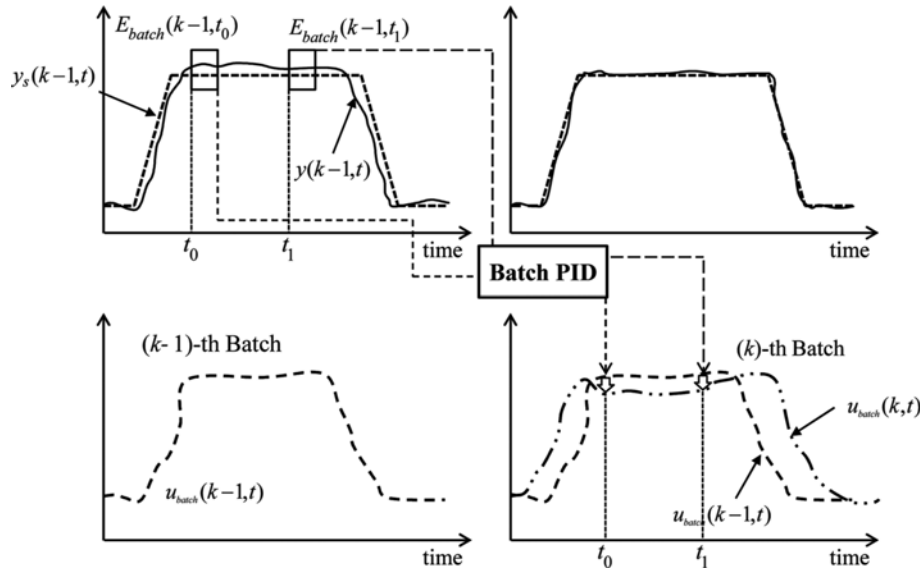 E_batch(k−1,t_0) E_batch(k−1,t_1)
y_s(k−1,t)
y(k−1,t)
t_0 t_1 time
time
Batch PID
(k- 1)-th Batch
u_batch(k−1,t)
time
(k)-th Batch
u_batch(k,t)
u_batch(k−1,t)
t_0 t_1 time